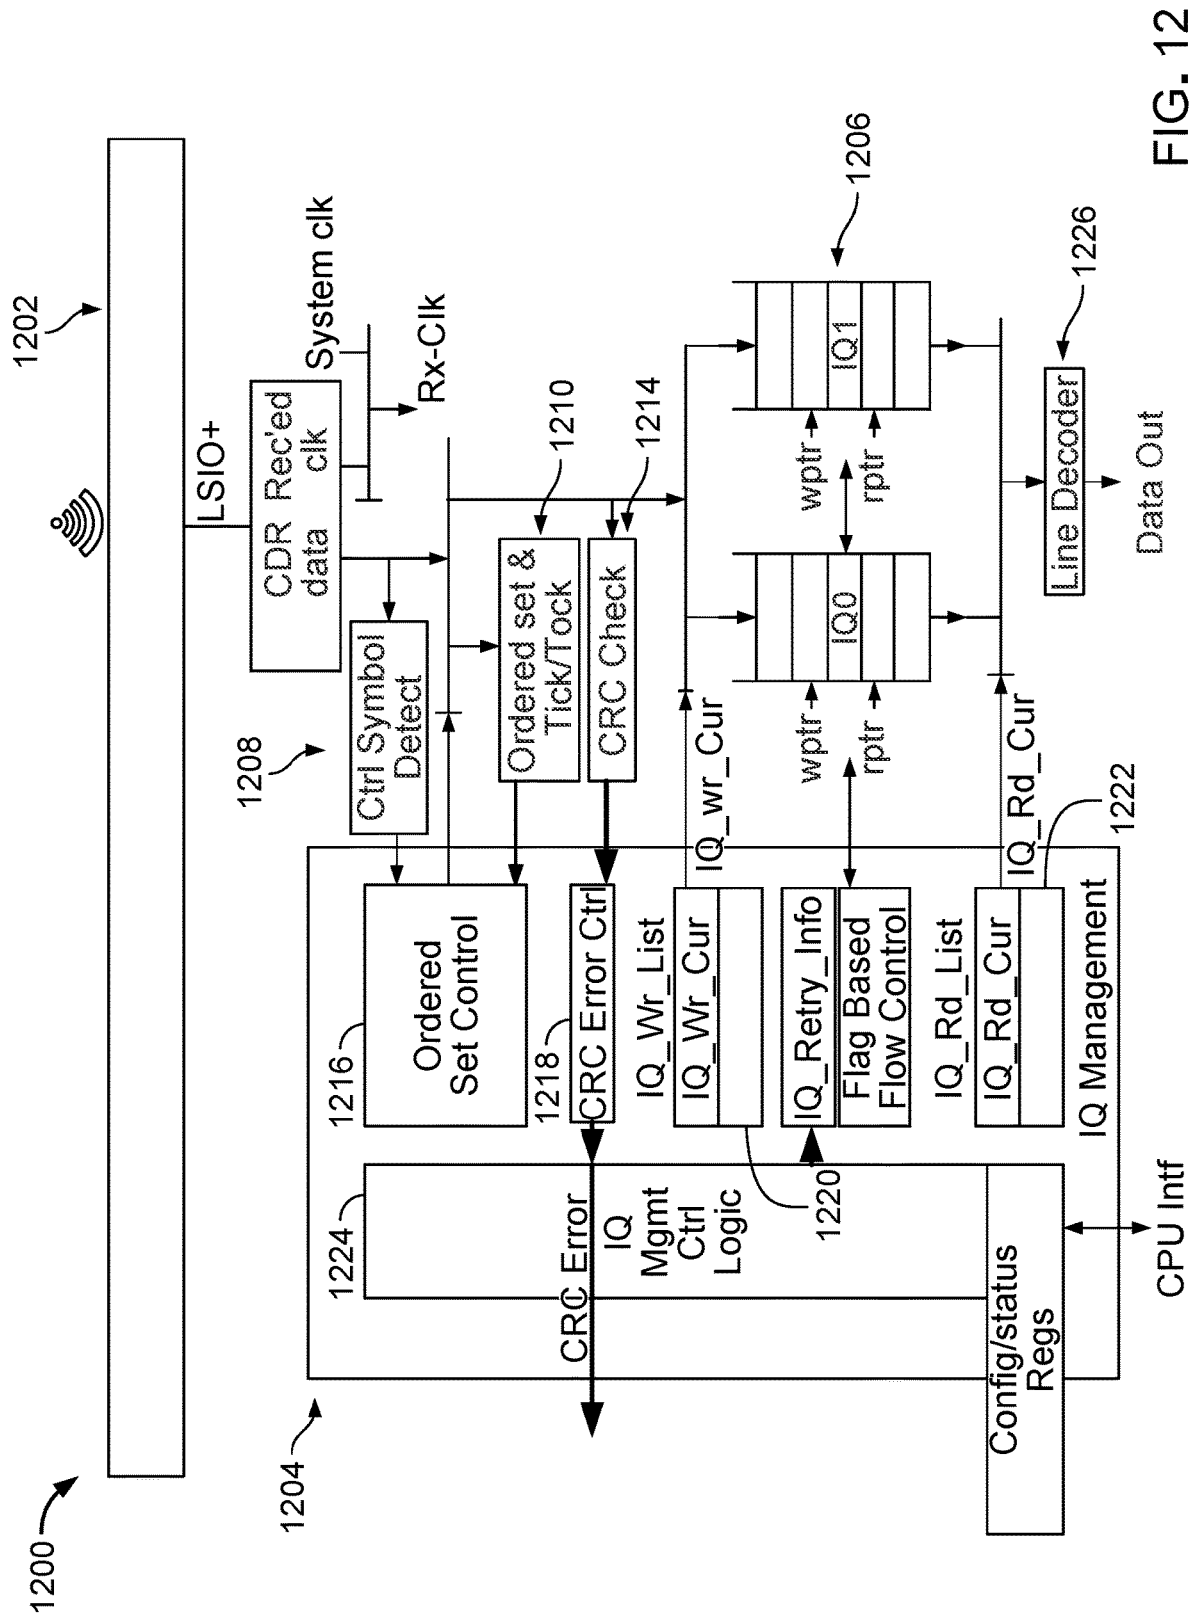 1200
1202
LSIO+
CDR Rec'ed
data clk
System clk
Rx-Clk
1204
1208
Ctrl Symbol
Detect
1210
Ordered set &
Tick/Tock
1214
CRC Check
1216
Ordered
Set Control
1218
CRC Error Ctrl
1224
CRC Error
IQ
Mgmt
Ctrl
Logic
IQ_Wr_List
IQ_Wr_Cur
1220
IQ_wr_Cur
IQ_Retry_Info
Flag Based
Flow Control
IQ_Rd_List
IQ_Rd_Cur
1222
IQ_Rd_Cur
IQ Management
Config/status
Regs
CPU Intf
wptr
rptr
IQ0
wptr
rptr
IQ1
1206
1226
Line Decoder
Data Out
FIG. 12